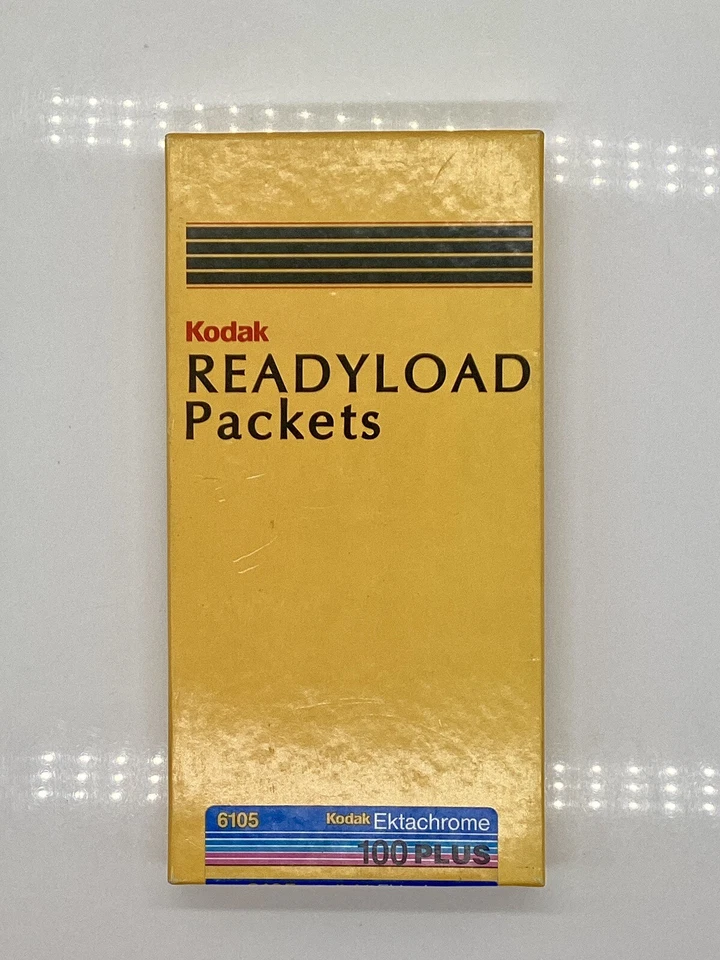 Kodak
READYLOAD
Packets
6105 Kodak Ektachrome
100 PLUS